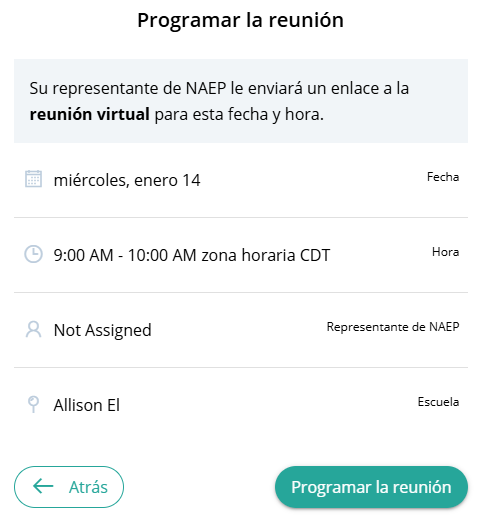 Programar la reunión
Su representante de NAEP le enviará un enlace a la
reunión virtual para esta fecha y hora.
miércoles, enero 14 Fecha
9:00 AM - 10:00 AM zona horaria CDT Hora
Not Assigned Representante de NAEP
Allison El Escuela
Atrás Programar la reunión